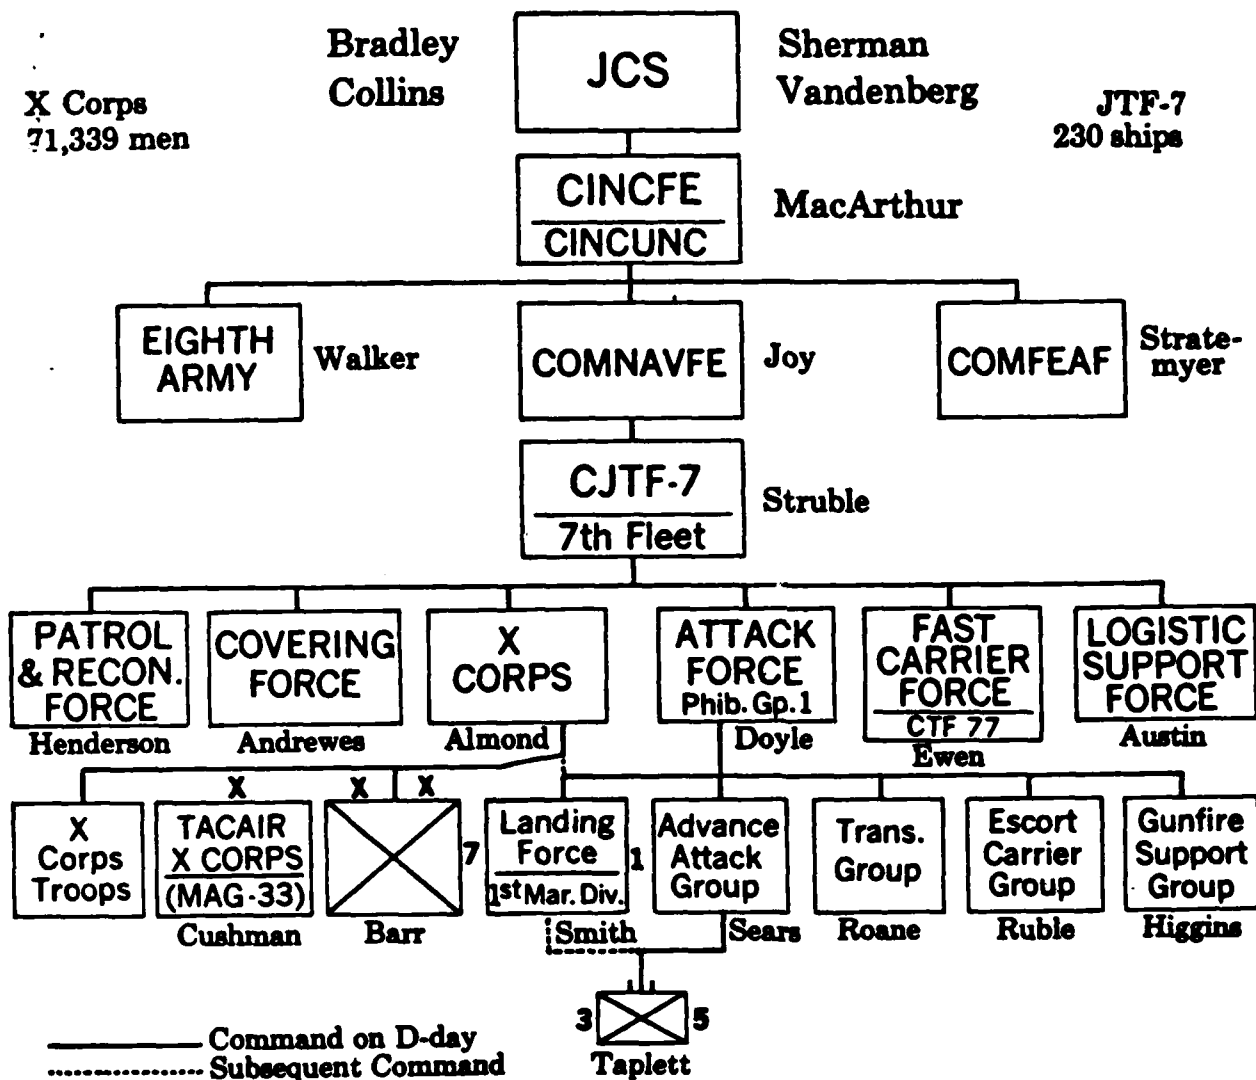 Bradley
Collins
JCS
Sherman
Vandenberg
X Corps
71,339 men
JTF-7
230 ships
CINCFE
CINCUNC
MacArthur
EIGHTH
ARMY
Walker
COMNAVFE
Joy
COMFEAF
Strate-
myer
CJTF-7
7th Fleet
Struble
PATROL
& RECON.
FORCE
Henderson
COVERING
FORCE
Andrewes
X
CORPS
Almond
ATTACK
FORCE
Phib. Gp. 1
Doyle
FAST
CARRIER
FORCE
CTF 77
Ewen
LOGISTIC
SUPPORT
FORCE
Austin
X
Corps
Troops
X
TACAIR
X CORPS
(MAG-33)
Cushman
X X
7
Barr
Landing
Force
1st Mar. Div.
1
Smith
Advance
Attack
Group
Sears
Trans.
Group
Roane
Escort
Carrier
Group
Ruble
Gunfire
Support
Group
Higgins
3 5
Taplett
Command on D-day
Subsequent Command